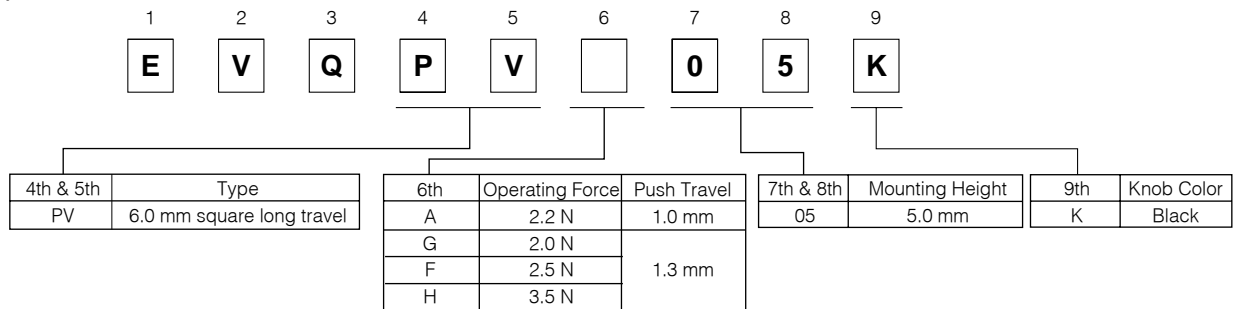 1 2 3 4 5 6 7 8 9
E V Q P V 0 5 K
4th & 5th Type
PV 6.0 mm square long travel
6th Operating Force Push Travel
A 2.2 N 1.0 mm
G 2.0 N
F 2.5 N 1.3 mm
H 3.5 N
7th & 8th Mounting Height
05 5.0 mm
9th Knob Color
K Black